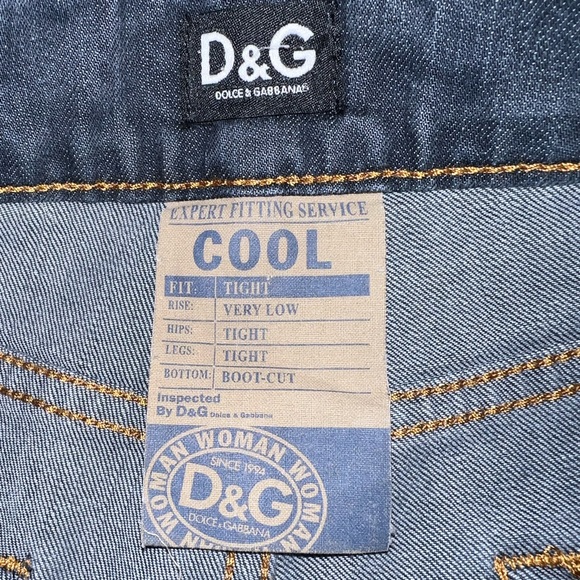 D&G
DOLCE & GABBANA®
EXPERT FITTING SERVICE
COOL
FIT: TIGHT
RISE: VERY LOW
HIPS: TIGHT
LEGS: TIGHT
BOTTOM: BOOT-CUT
Inspected
By D&G Dolce & Gabbana
WOMAN WOMAN WOMAN
SINCE 1994
D&G
DOLCE & GABBANA